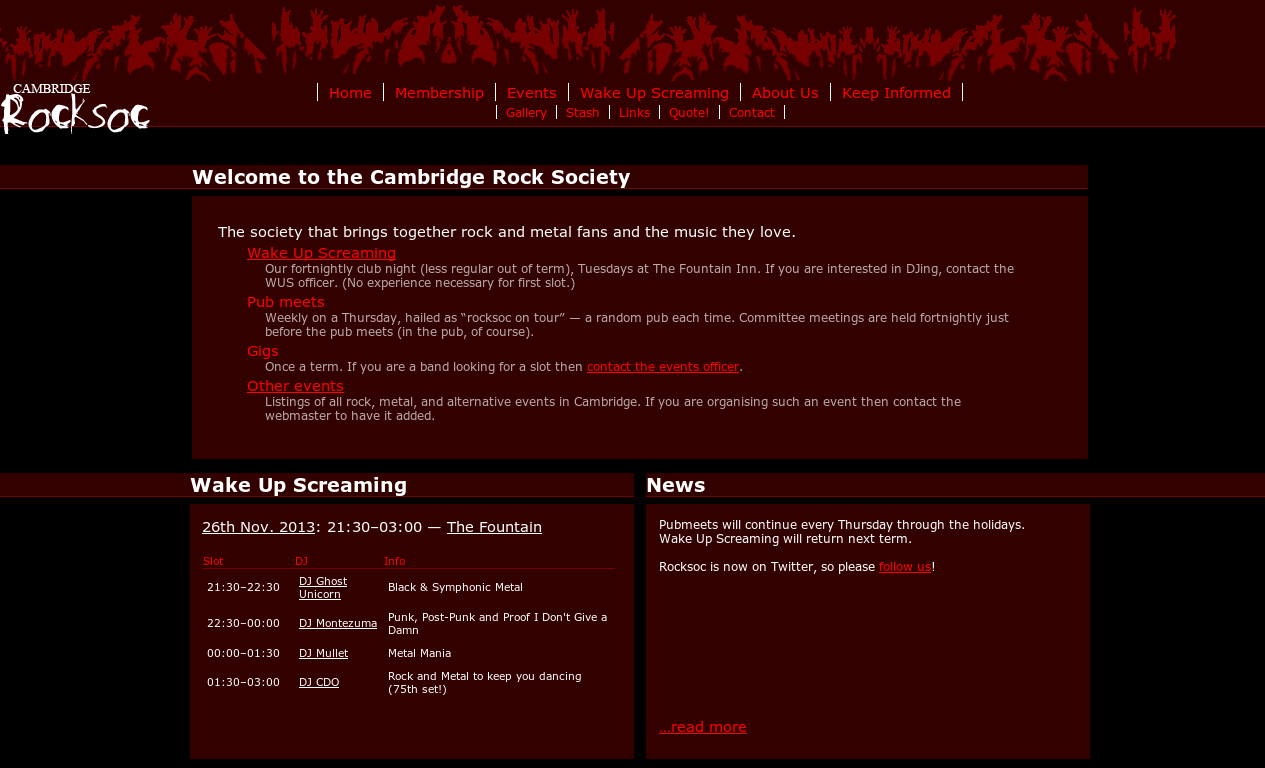 CAMBRIDGE
Rocksoc
Home
Membership
Events
Wake Up Screaming
About Us
Keep Informed
Gallery
Stash
Links
Quote!
Contact
Welcome to the Cambridge Rock Society
The society that brings together rock and metal fans and the music they love.
Wake Up Screaming
Our fortnightly club night (less regular out of term), Tuesdays at The Fountain Inn. If you are interested in DJing, contact the
WUS officer. (No experience necessary for first slot.)
Pub meets
Weekly on a Thursday, hailed as “rocksoc on tour” — a random pub each time. Committee meetings are held fortnightly just
before the pub meets (in the pub, of course).
Gigs
Once a term. If you are a band looking for a slot then contact the events officer.
Other events
Listings of all rock, metal, and alternative events in Cambridge. If you are organising such an event then contact the
webmaster to have it added.
Wake Up Screaming
26th Nov. 2013: 21:30–03:00 — The Fountain
Slot DJ Info
21:30–22:30 DJ Ghost Unicorn Black & Symphonic Metal
22:30–00:00 DJ Montezuma Punk, Post-Punk and Proof I Don't Give a
Damn
00:00–01:30 DJ Mullet Metal Mania
01:30–03:00 DJ CDO Rock and Metal to keep you dancing
(75th set!)
News
Pubmeets will continue every Thursday through the holidays.
Wake Up Screaming will return next term.
Rocksoc is now on Twitter, so please follow us!
...read more